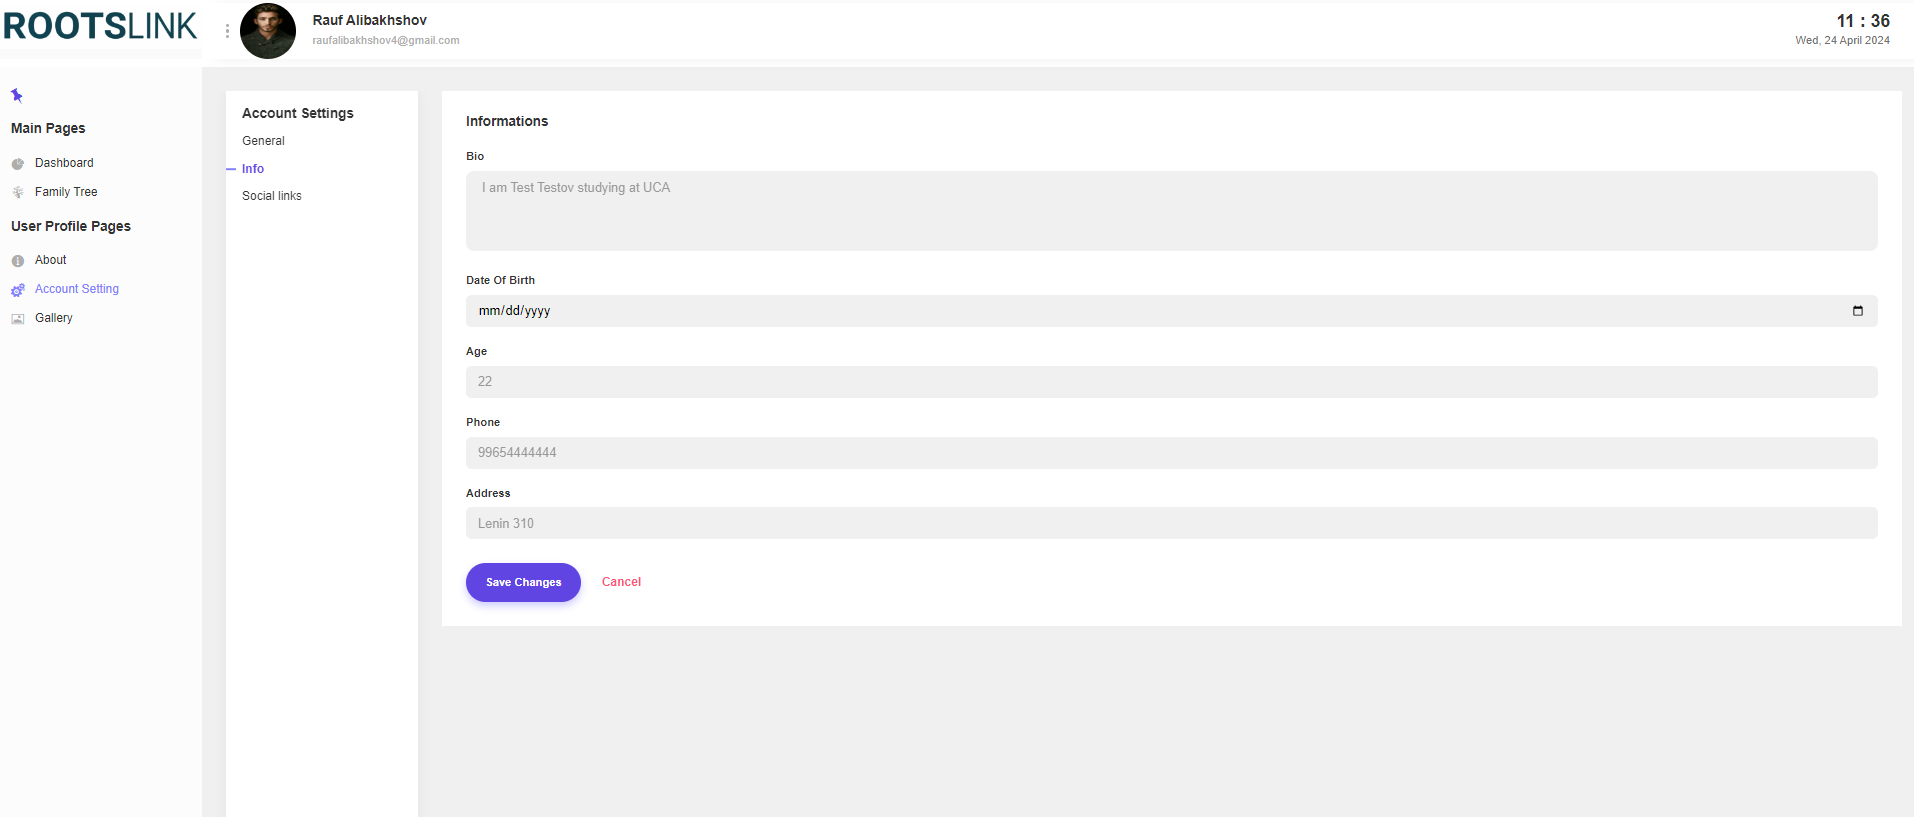 ROOTSLINK
Rauf Alibakhshov
raufalibakhshov4@gmail.com
11 : 36
Wed, 24 April 2024
Main Pages
Dashboard
Family Tree
User Profile Pages
About
Account Setting
Gallery
Account Settings
General
Info
Social links
Informations
Bio
I am Test Testov studying at UCA
Date Of Birth
mm/dd/yyyy
Age
22
Phone
99654444444
Address
Lenin 310
Save Changes
Cancel